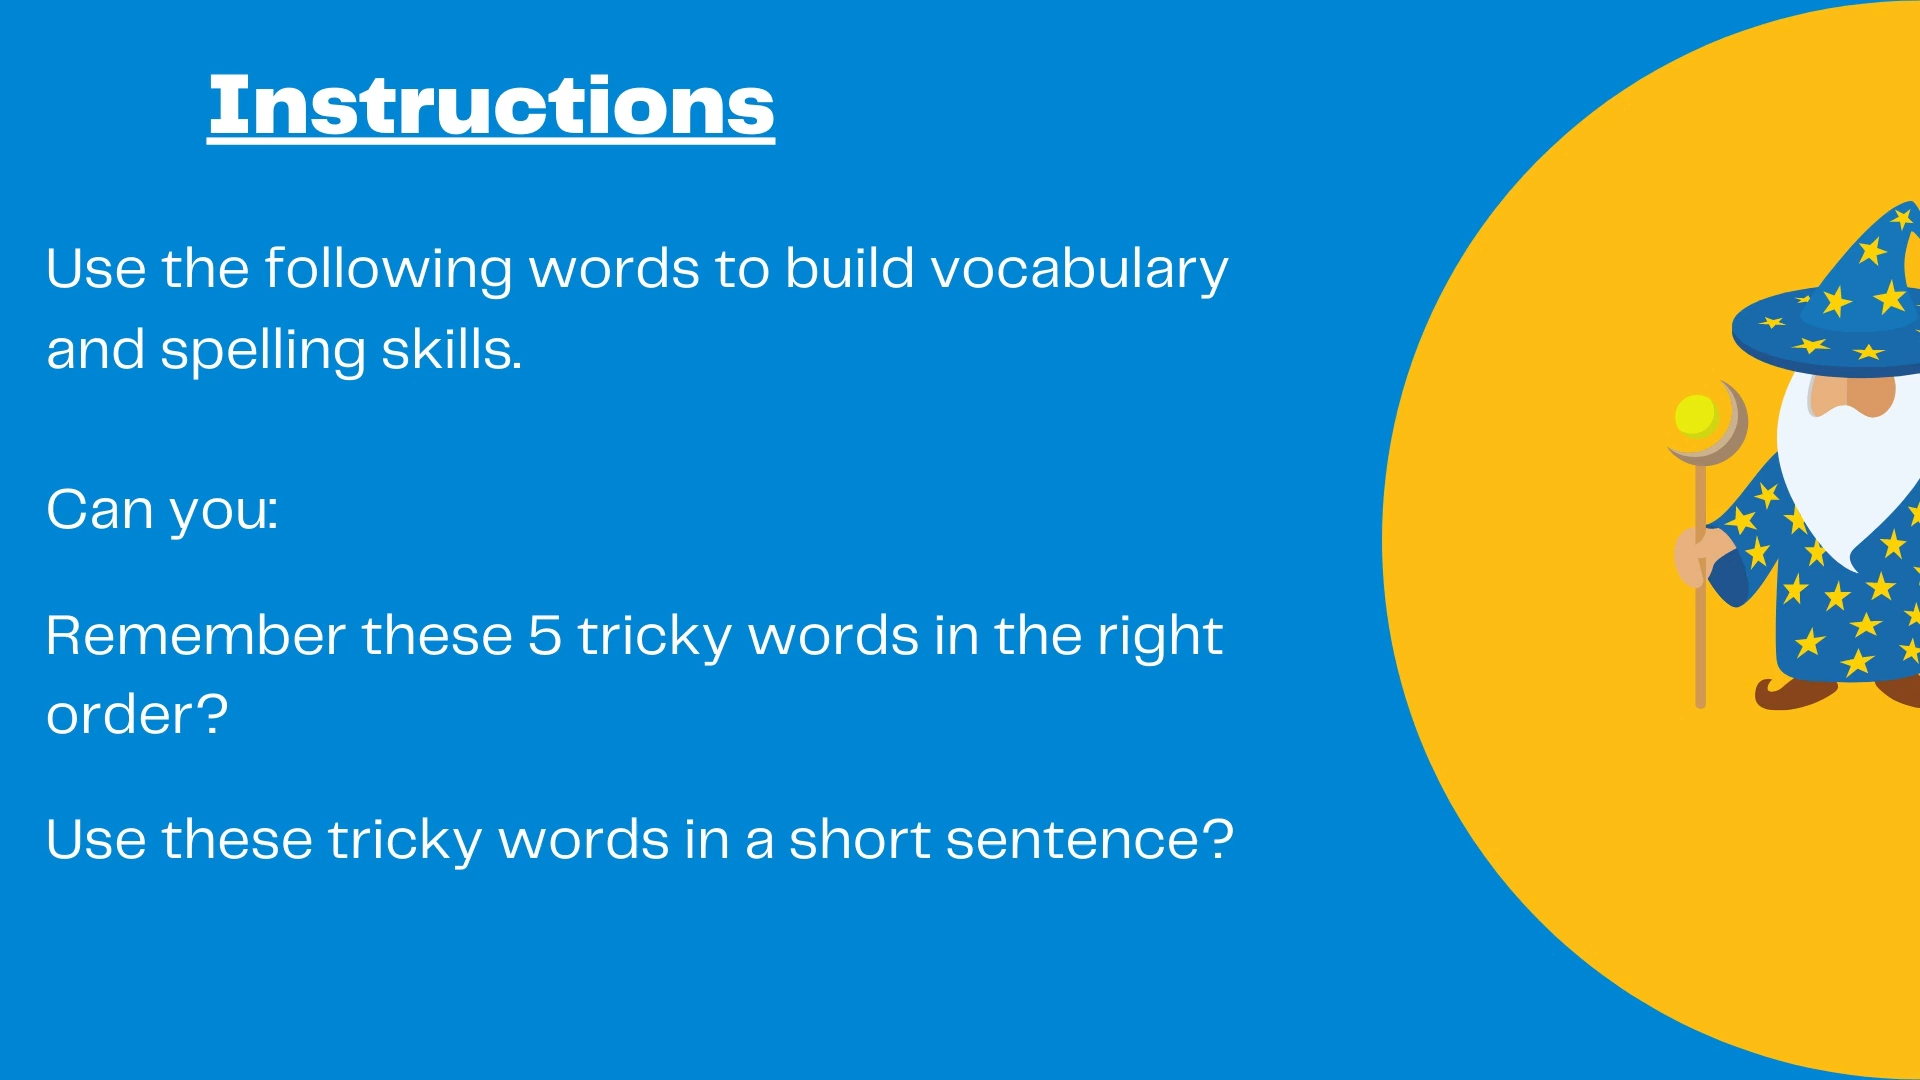 Instructions
Use the following words to build vocabulary
and spelling skills.
Can you:
Remember these 5 tricky words in the right
order?
Use these tricky words in a short sentence?